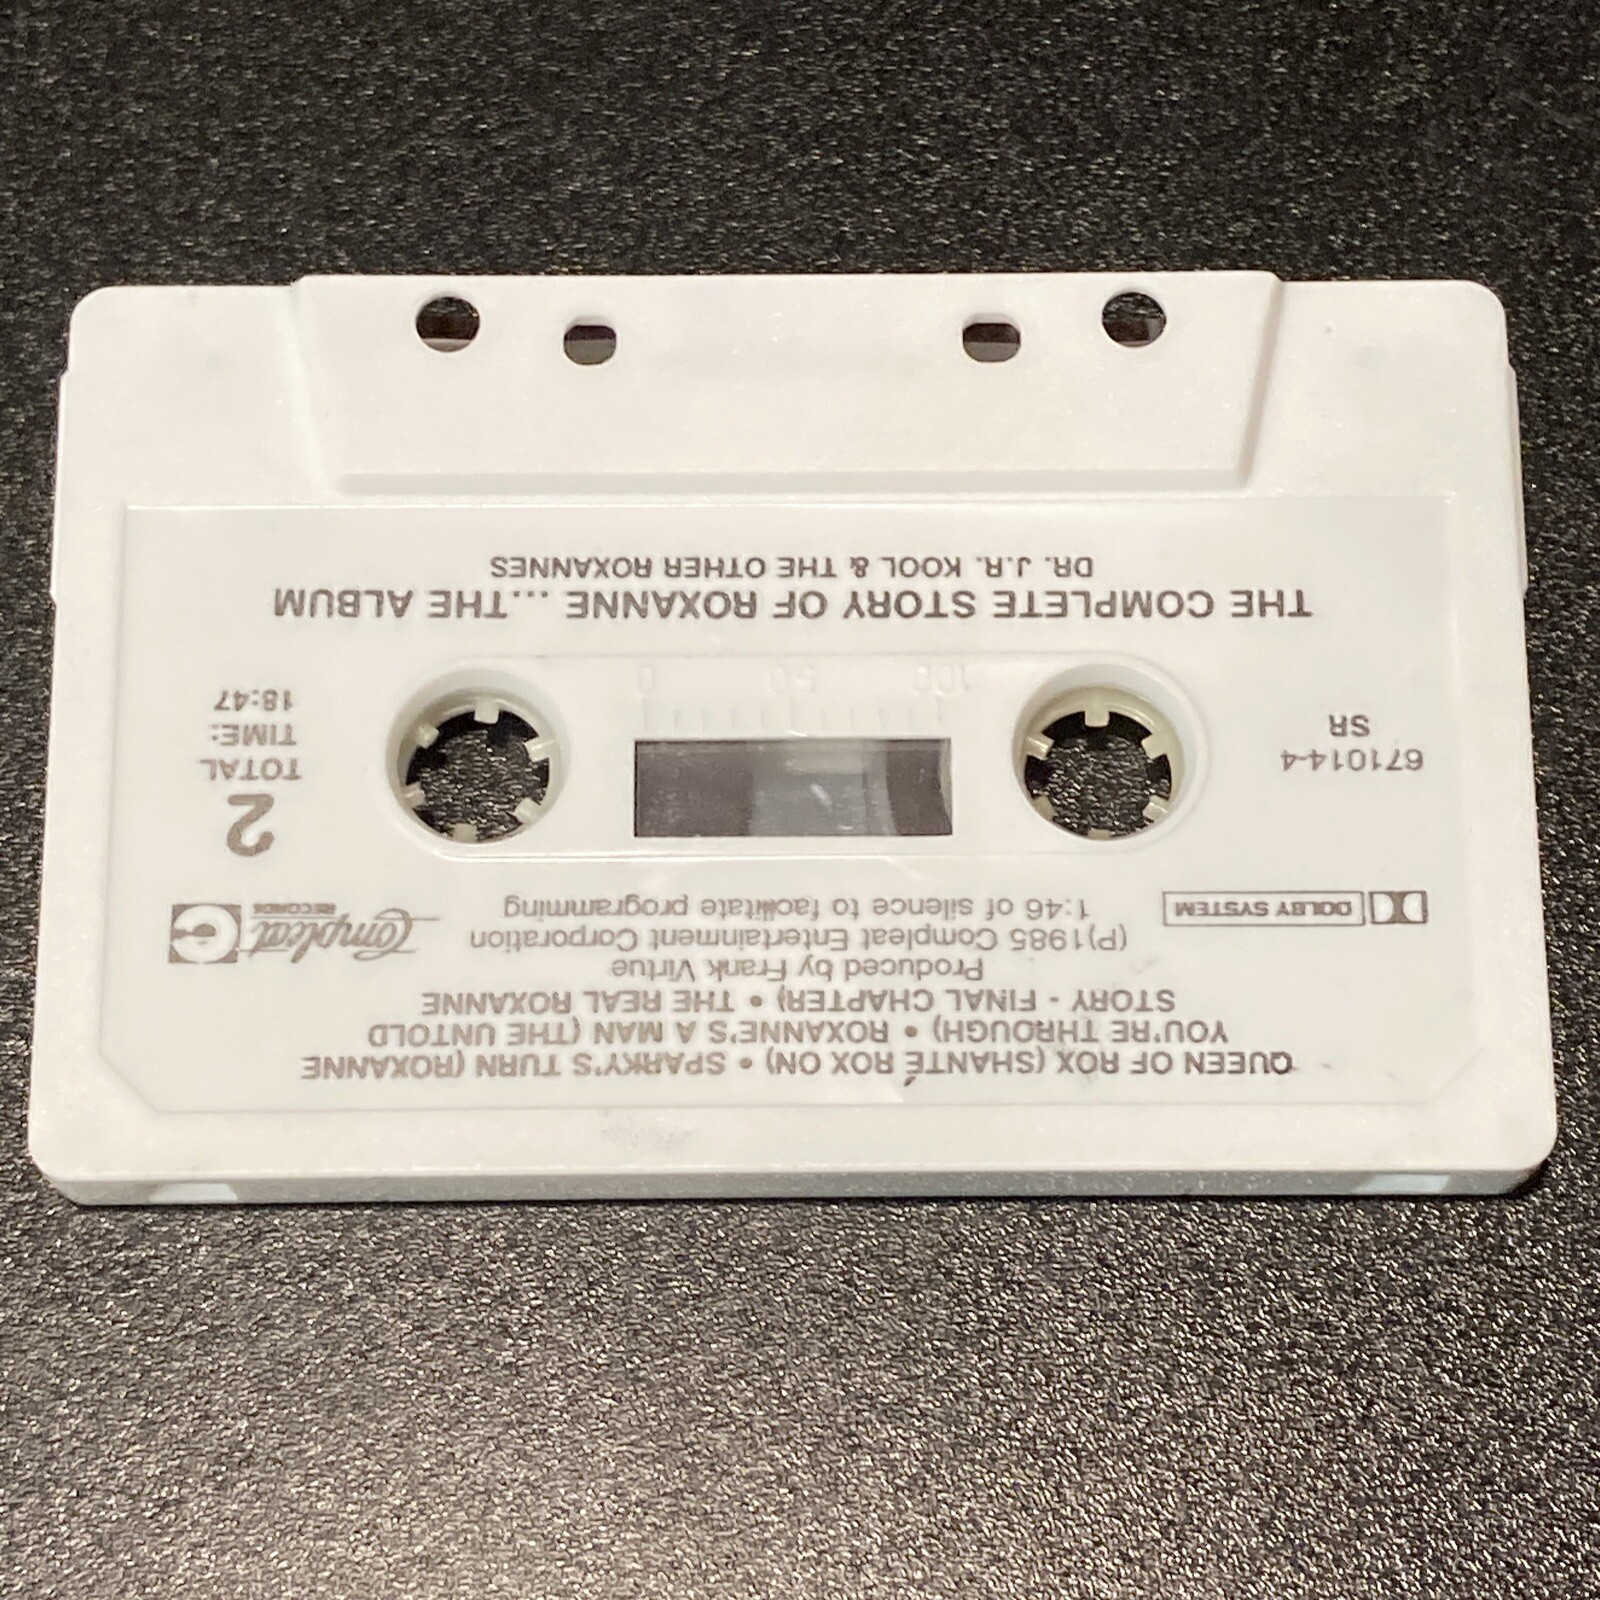 QUEEN OF ROX (SHANTÉ ROX ON) • SPARKY'S TURN (ROXANNE
YOU'RE THROUGH) • ROXANNE'S A MAN (THE UNTOLD
STORY - FINAL CHAPTER) • THE REAL ROXANNE
Produced by Frank Virtue
(P)1985 Compleat Entertainment Corporation
1:46 of silence to facilitate programming
DOLBY SYSTEM
Compleat
RECORDS
671014-4
SR
2
TOTAL
TIME:
18:47
100 50 0
THE COMPLETE STORY OF ROXANNE ... THE ALBUM
DR. J.R. KOOL & THE OTHER ROXANNES